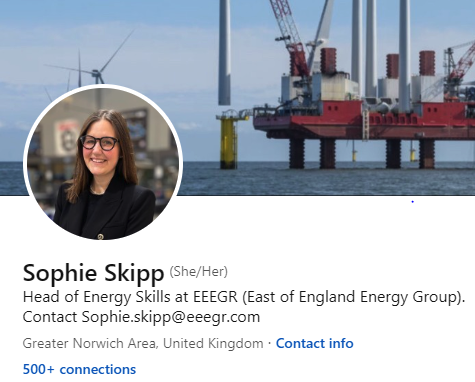 Sophie Skipp (She/Her)
Head of Energy Skills at EEEGR (East of England Energy Group).
Contact Sophie.skipp@eeegr.com
Greater Norwich Area, United Kingdom · Contact info
500+ connections